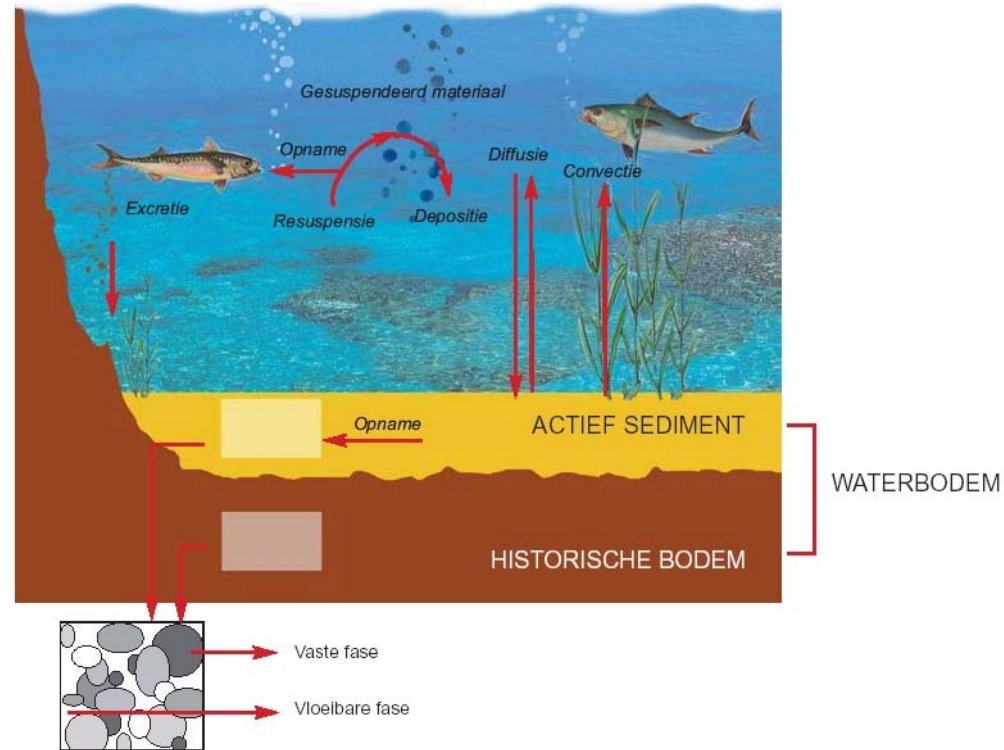 Gesuspendeerd materiaal
Opname
Diffusie
Convectie
Excretie
Resuspensie
Depositie
Opname
ACTIEF SEDIMENT
WATERBODEM
HISTORISCHE BODEM
Vaste fase
Vloeibare fase